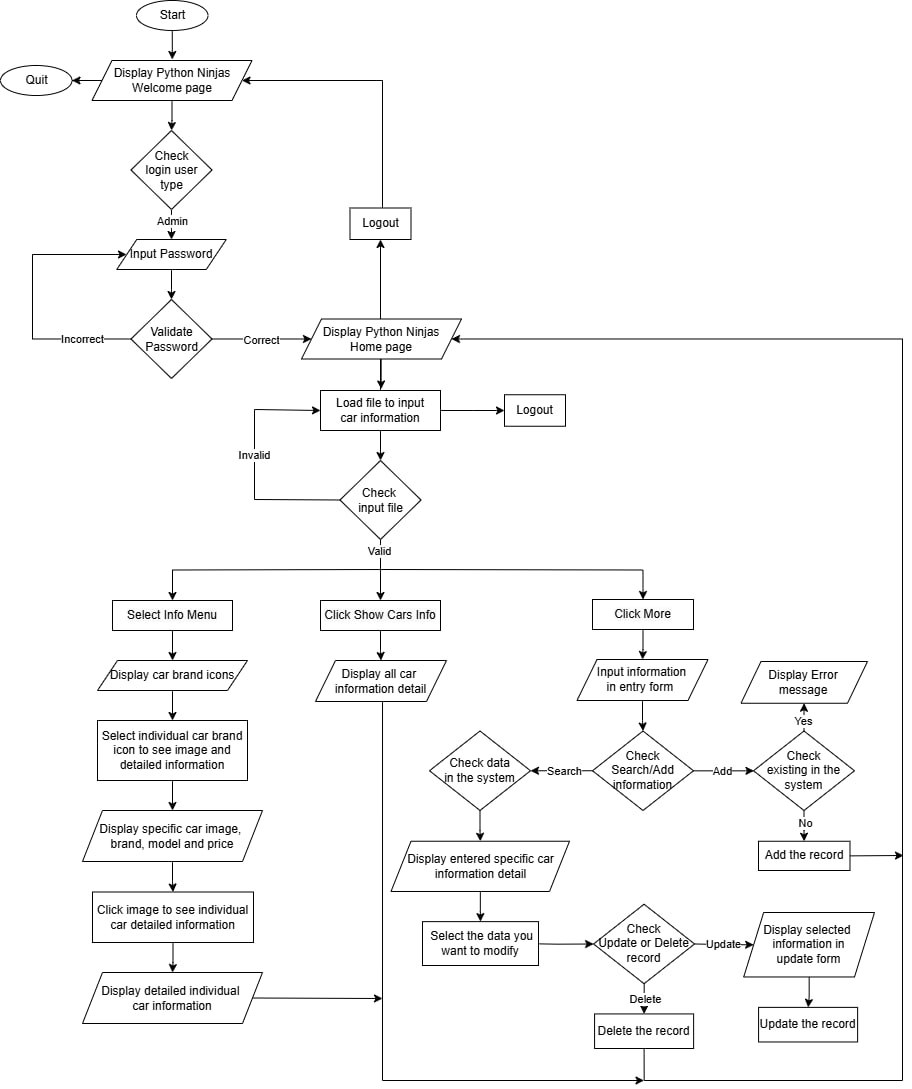 Start
Quit
Display Python Ninjas
Welcome page
Check
login user
type
Admin
Logout
Input Password
Validate
Password
Incorrect
Correct
Display Python Ninjas
Home page
Load file to input
car information
Logout
Invalid
Check
input file
Valid
Select Info Menu
Click Show Cars Info
Click More
Display car brand icons
Display all car
information detail
Input information
in entry form
Display Error
message
Yes
Select individual car brand
icon to see image and
detailed information
Check data
in the system
Search
Check
Search/Add
information
Add
Check
existing in the
system
No
Display specific car image,
brand, model and price
Display entered specific car
information detail
Add the record
Click image to see individual
car detailed information
Select the data you
want to modify
Check
Update or Delete
record
Update
Display selected
information in
update form
Delete
Display detailed individual
car information
Delete the record
Update the record